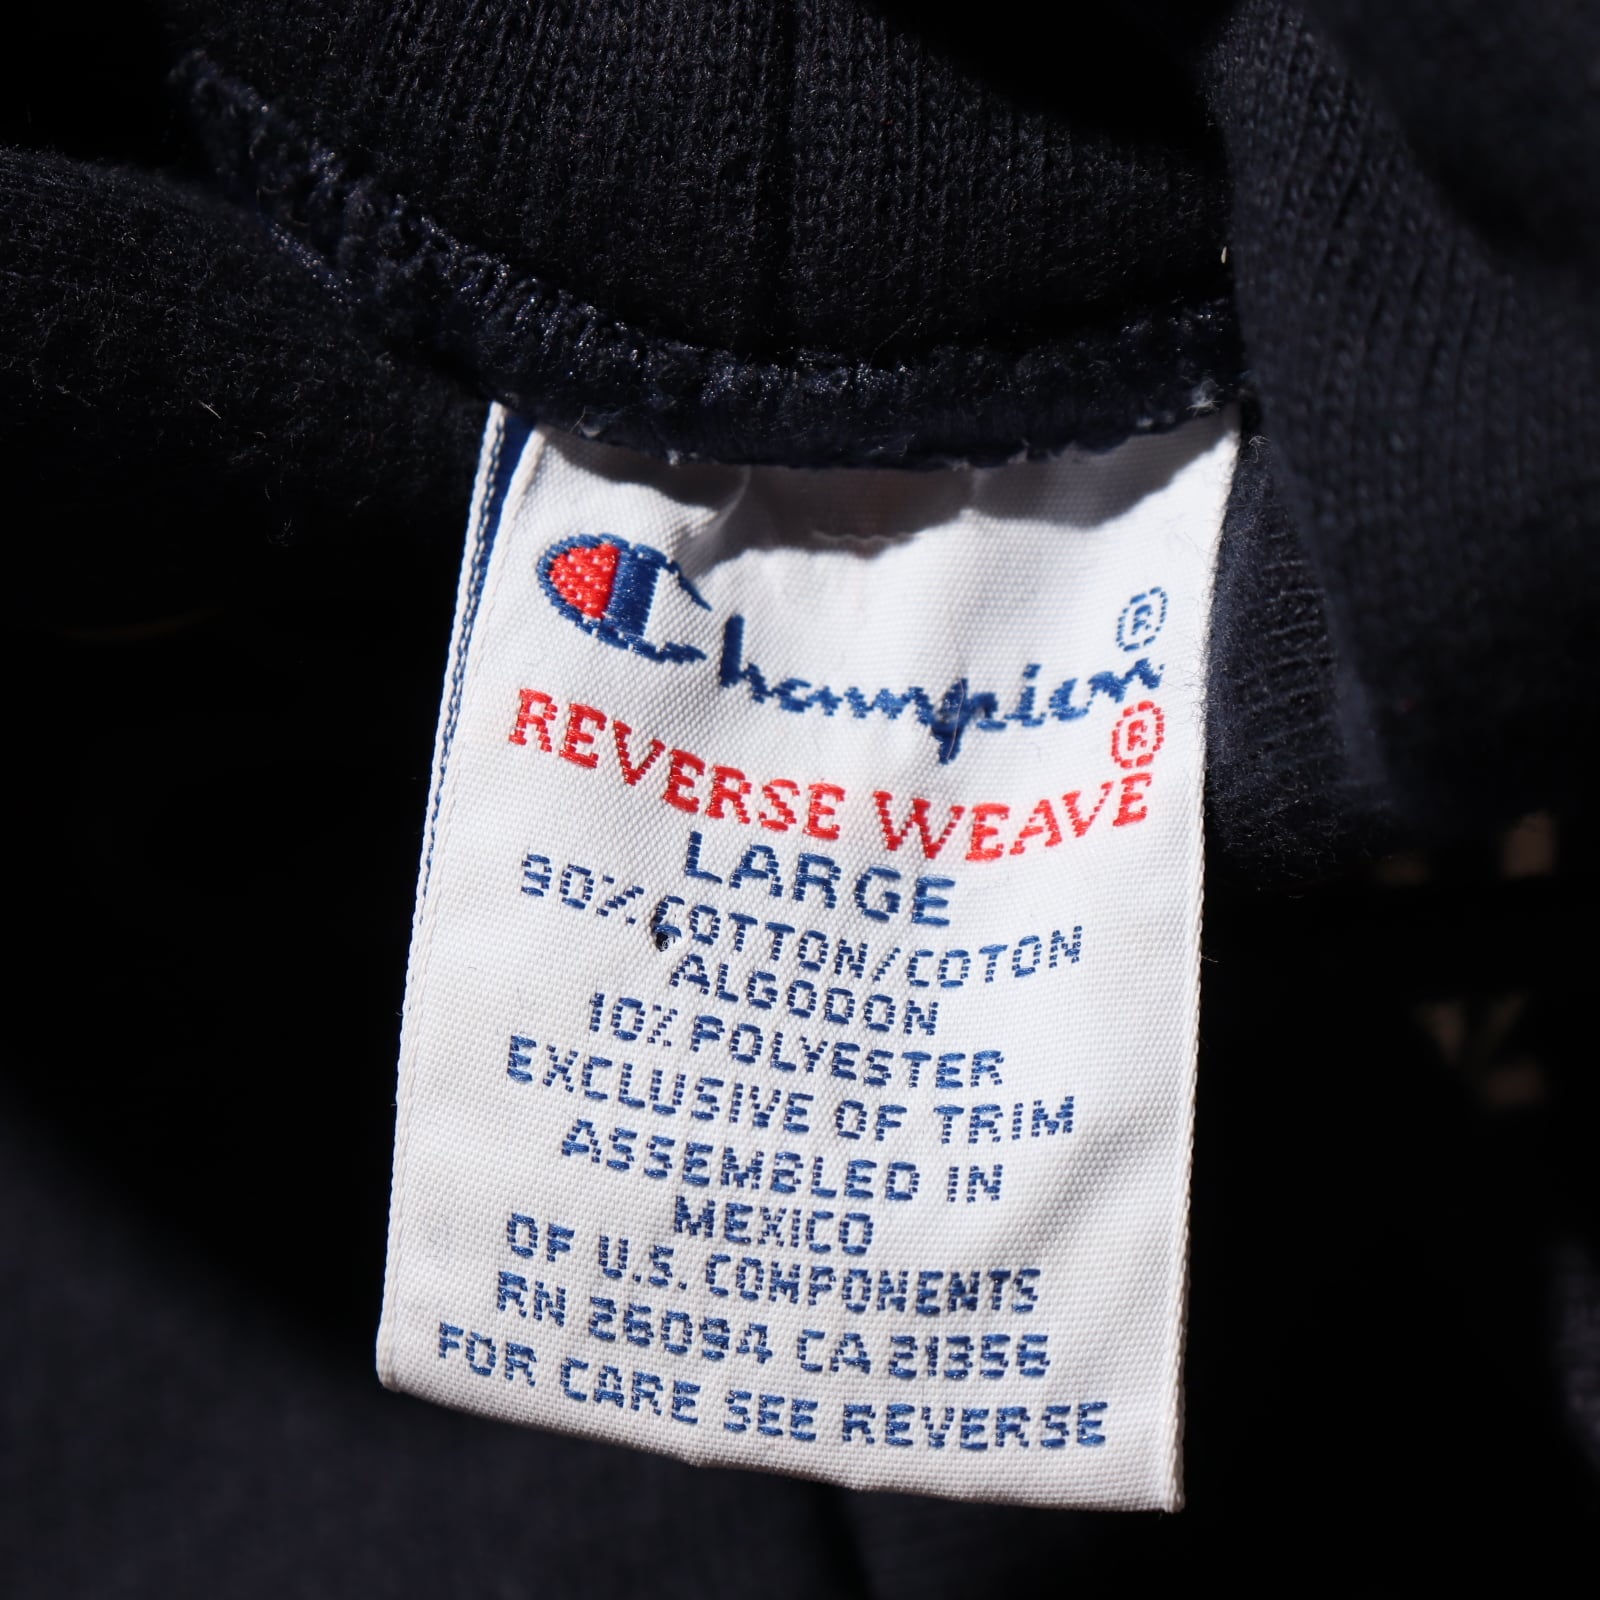 Champion®
REVERSE WEAVE®
LARGE
90% COTTON/COTON
ALGODON
10% POLYESTER
EXCLUSIVE OF TRIM
ASSEMBLED IN
MEXICO
OF U.S. COMPONENTS
RN 26094 CA 21356
FOR CARE SEE REVERSE